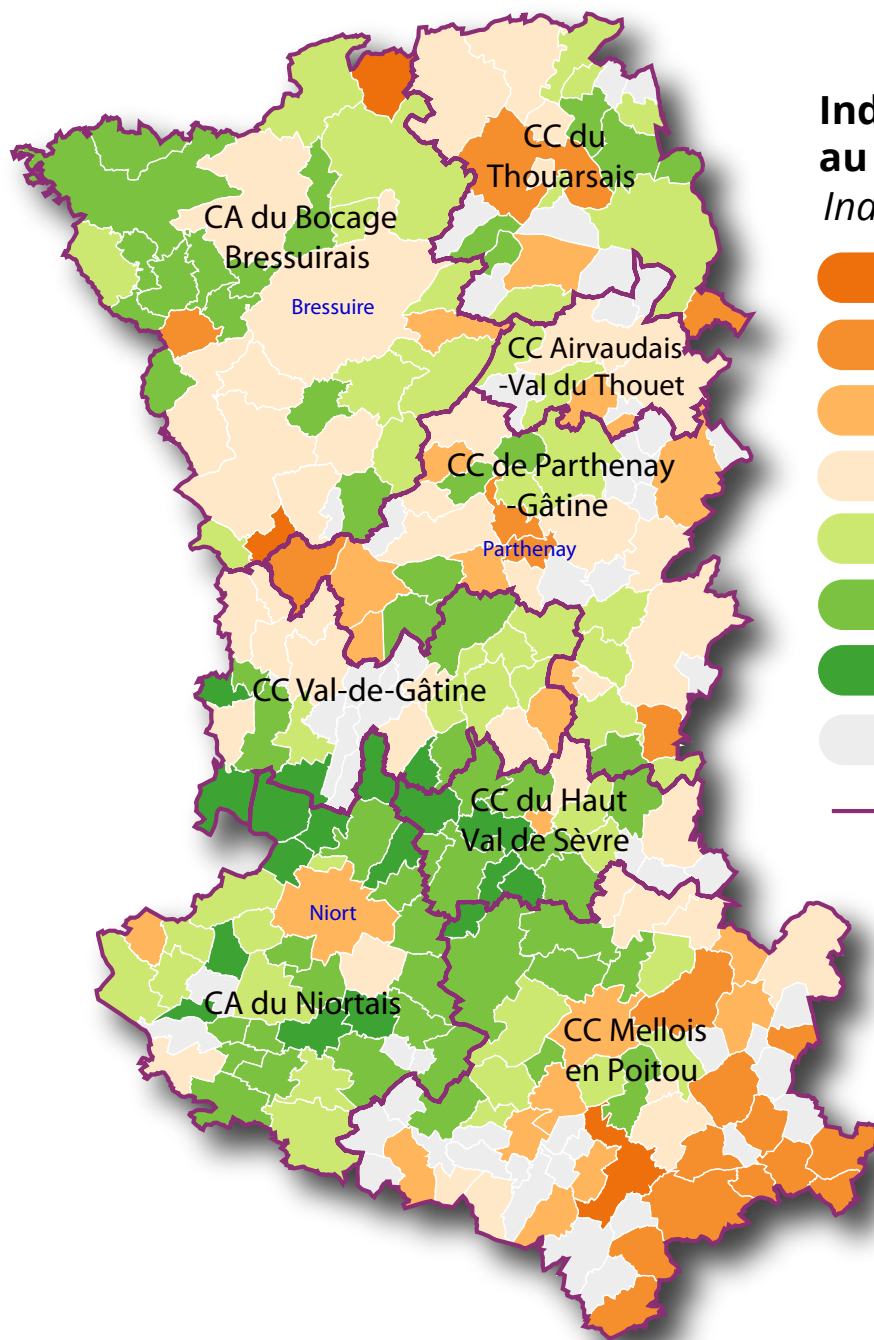 Ind
au
Ind
CC du
Thouarsais
CA du Bocage
Bressuirais
Bressuire
CC Airvaudais
-Val du Thouet
CC de Parthenay
-Gâtine
Parthenay
CC Val-de-Gâtine
CC du Haut
Val de Sèvre
Niort
CA du Niortais
CC Mellois
en Poitou